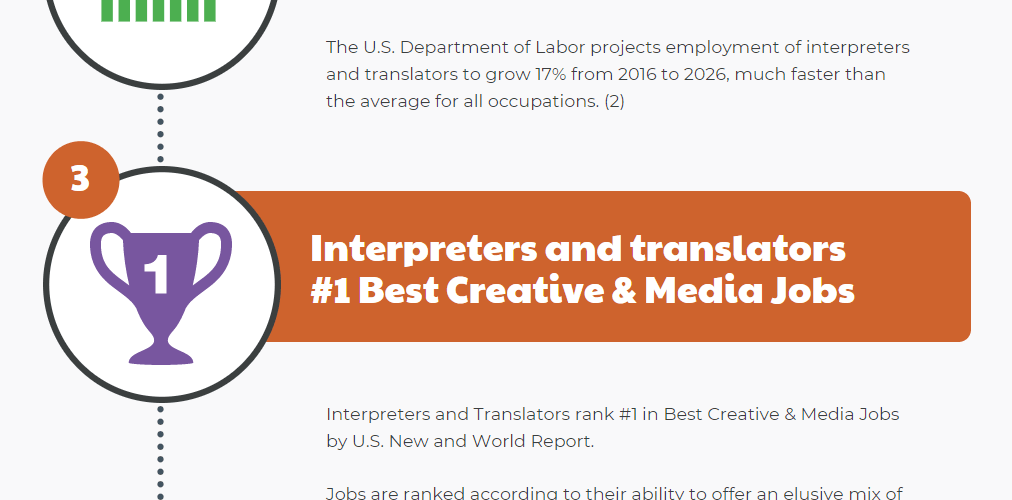 The U.S. Department of Labor projects employment of interpreters
and translators to grow 17% from 2016 to 2026, much faster than
the average for all occupations. (2)
3
1
Interpreters and translators
#1 Best Creative & Media Jobs
Interpreters and Translators rank #1 in Best Creative & Media Jobs
by U.S. New and World Report.
Jobs are ranked according to their ability to offer an elusive mix of